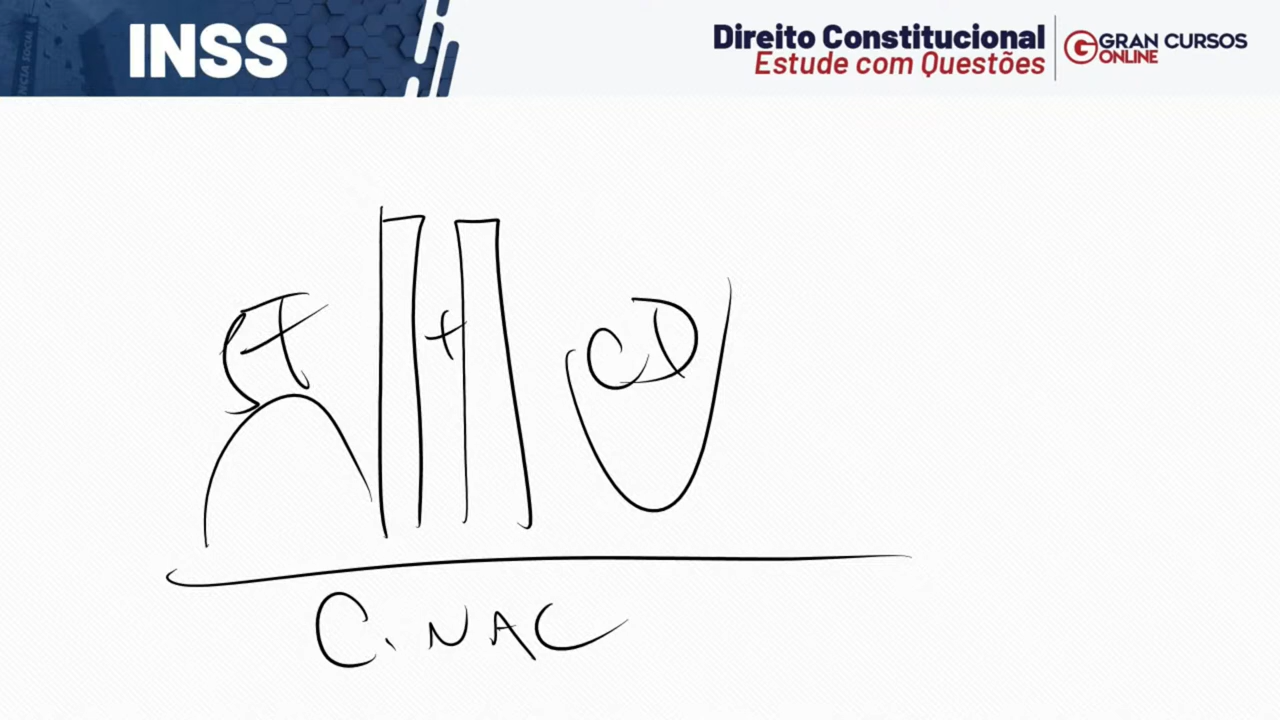 INSS
Direito Constitucional
Estude com Questões
GRAN CURSOS
ONLINE
SF
+
CD
C. NAC